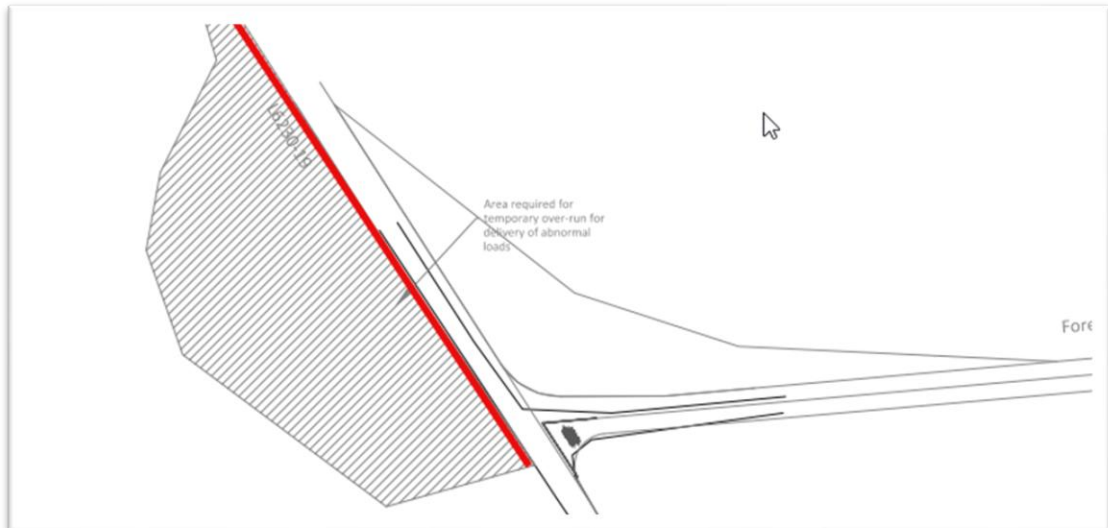 L6230-19
Area required for
temporary over-run for
delivery of abnormal
loads
Fore